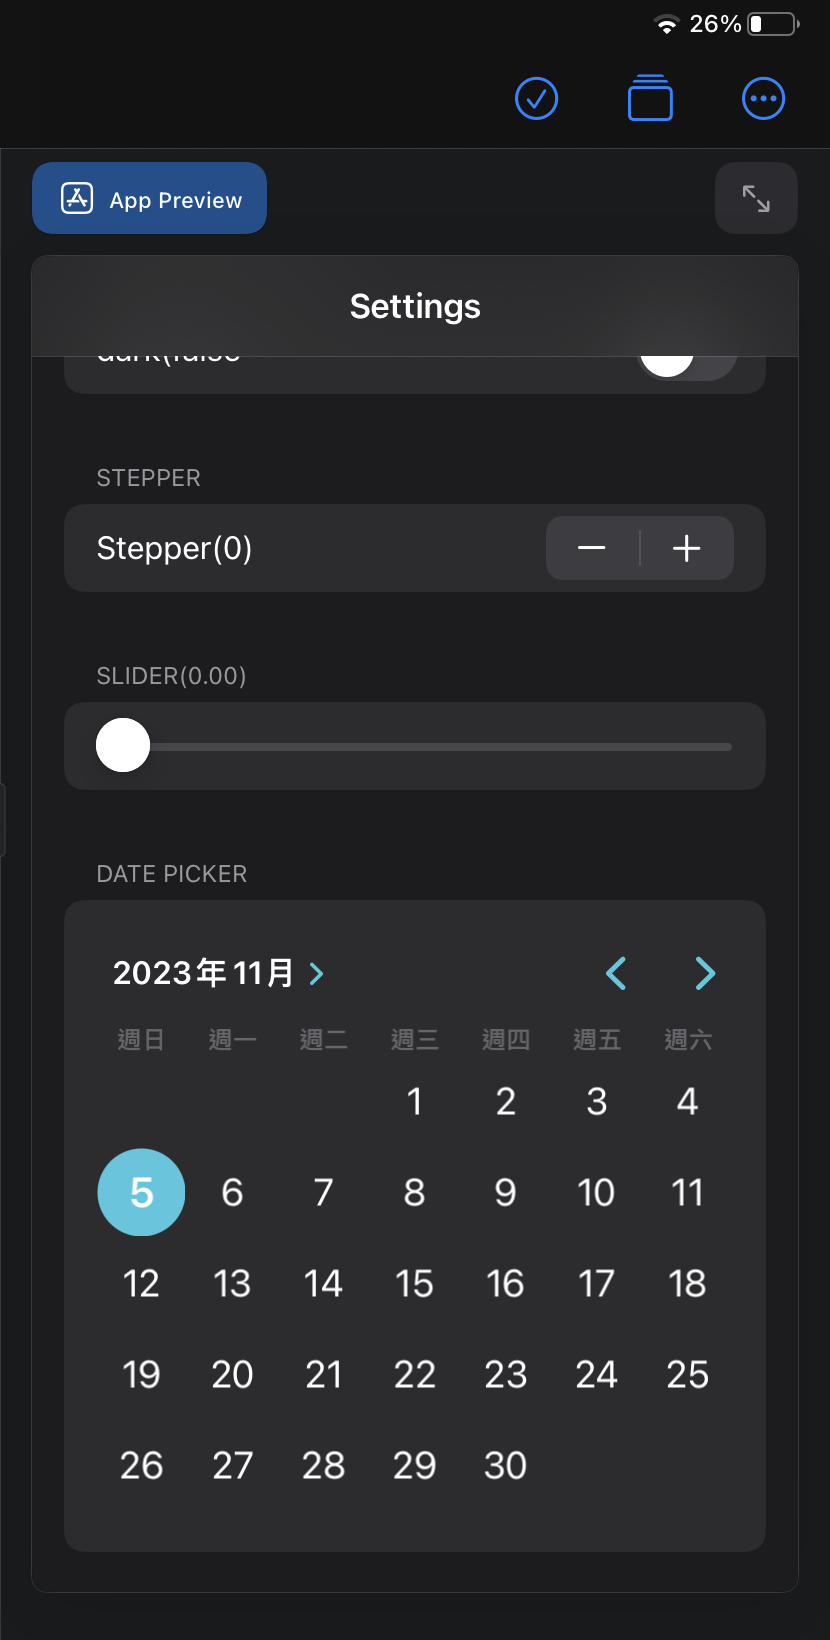 26%
App Preview
Settings
dark(false
STEPPER
Stepper(0)
SLIDER(0.00)
DATE PICKER
2023年 11月
週日 週一 週二 週三 週四 週五 週六
1 2 3 4
5 6 7 8 9 10 11
12 13 14 15 16 17 18
19 20 21 22 23 24 25
26 27 28 29 30